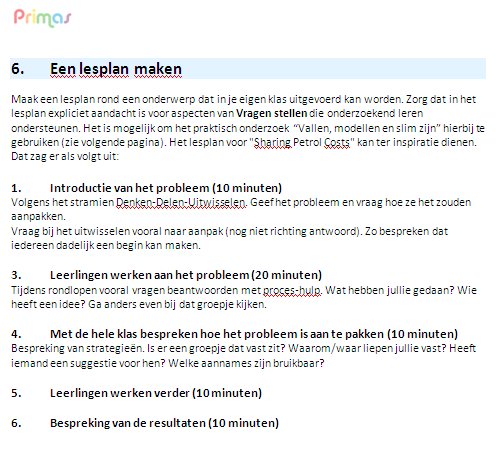 Primas
6. Een lesplan maken
Maak een lesplan rond een onderwerp dat in je eigen klas uitgevoerd kan worden. Zorg dat in het
lesplan expliciet aandacht is voor aspecten van Vragen stellen die onderzoekend leren
ondersteunen. Het is mogelijk om het praktisch onderzoek “Vallen, modellen en slim zijn” hierbij te
gebruiken (zie volgende pagina). Het lesplan voor "Sharing Petrol Costs" kan ter inspiratie dienen.
Dat zag er als volgt uit:
1. Introductie van het probleem (10 minuten)
Volgens het stramien Denken-Delen-Uitwisselen. Geef het probleem en vraag hoe ze het zouden
aanpakken.
Vraag bij het uitwisselen vooral naar aanpak (nog niet richting antwoord). Zo bespreken dat
iedereen dadelijk een begin kan maken.
3. Leerlingen werken aan het probleem (20 minuten)
Tijdens rondlopen vooral vragen beantwoorden met proces-hulp. Wat hebben jullie gedaan? Wie
heeft een idee? Ga anders even bij dat groepje kijken.
4. Met de hele klas bespreken hoe het probleem is aan te pakken (10 minuten)
Bespreking van strategieën. Is er een groepje dat vast zit? Waarom/waar liepen jullie vast? Heeft
iemand een suggestie voor hen? Welke aannames zijn bruikbaar?
5. Leerlingen werken verder (10 minuten)
6. Bespreking van de resultaten (10 minuten)